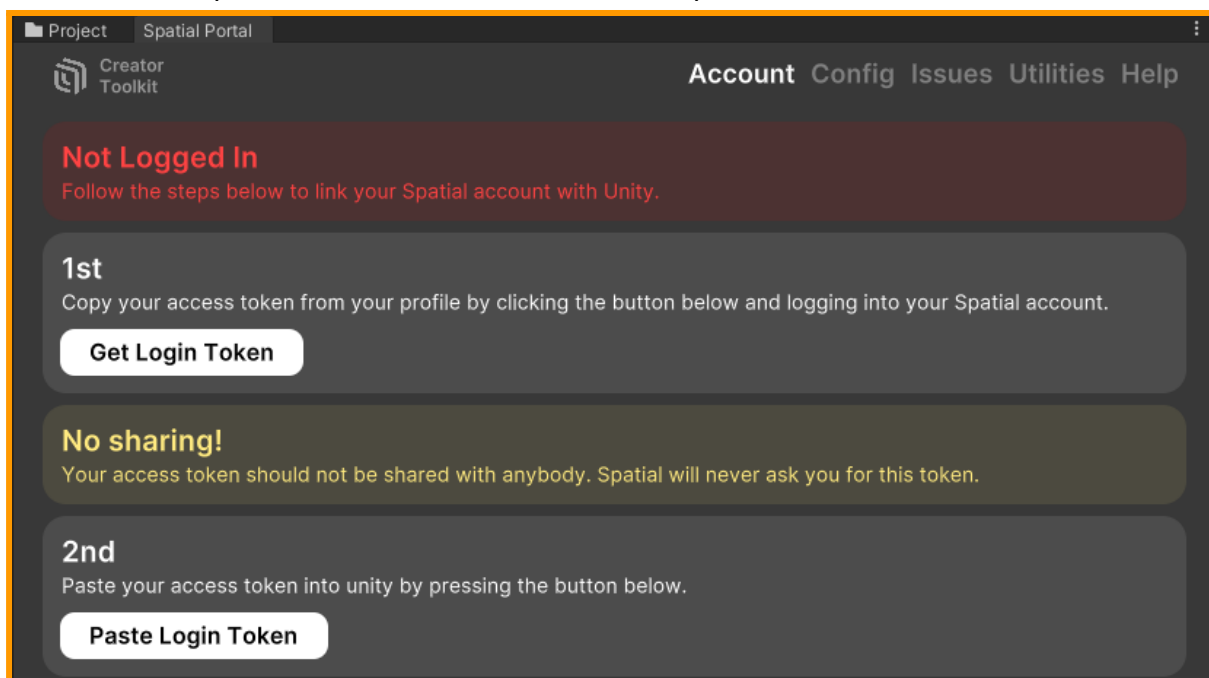 Project Spatial Portal
Creator
Toolkit
Account Config Issues Utilities Help
Not Logged In
Follow the steps below to link your Spatial account with Unity.
1st
Copy your access token from your profile by clicking the button below and logging into your Spatial account.
Get Login Token
No sharing!
Your access token should not be shared with anybody. Spatial will never ask you for this token.
2nd
Paste your access token into unity by pressing the button below.
Paste Login Token